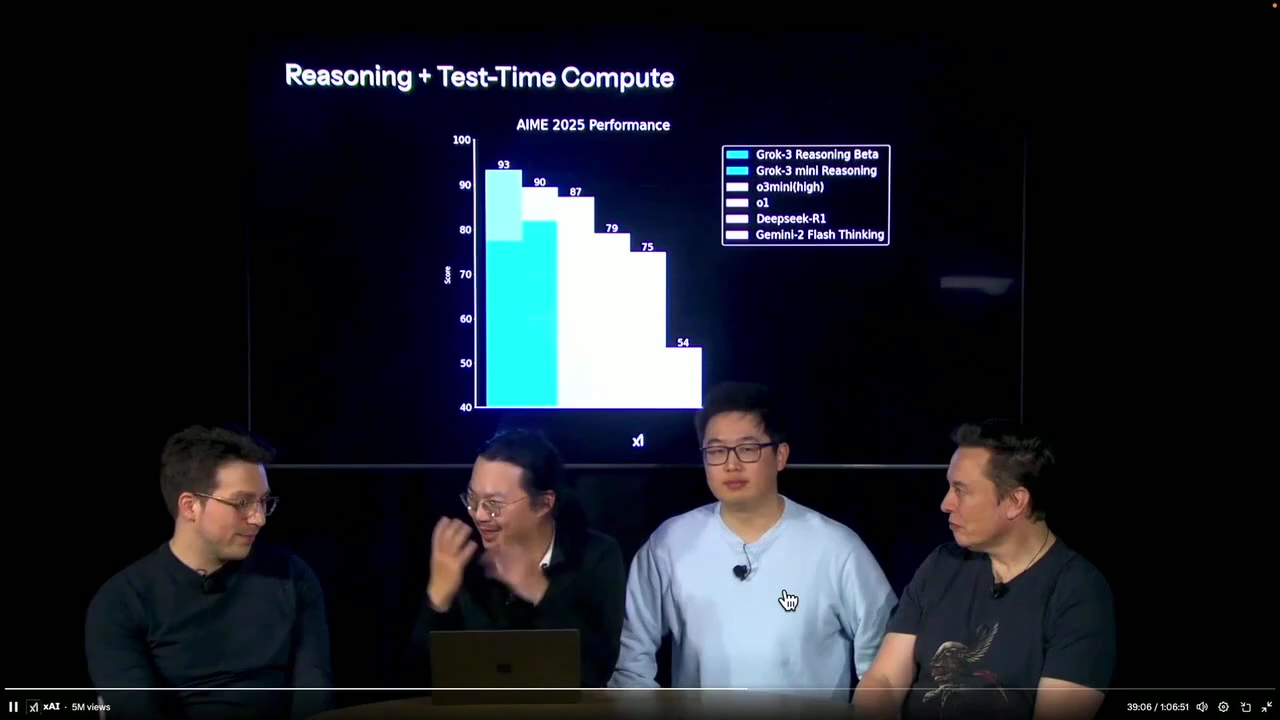 Reasoning + Test-Time Compute
AIME 2025 Performance
100
90
80
70
60
50
40
Score
93
90
87
79
75
54
Grok-3 Reasoning Beta
Grok-3 mini Reasoning
o3mini(high)
o1
Deepseek-R1
Gemini-2 Flash Thinking
xAI
xAI · 5M views
39:06 / 1:06:51